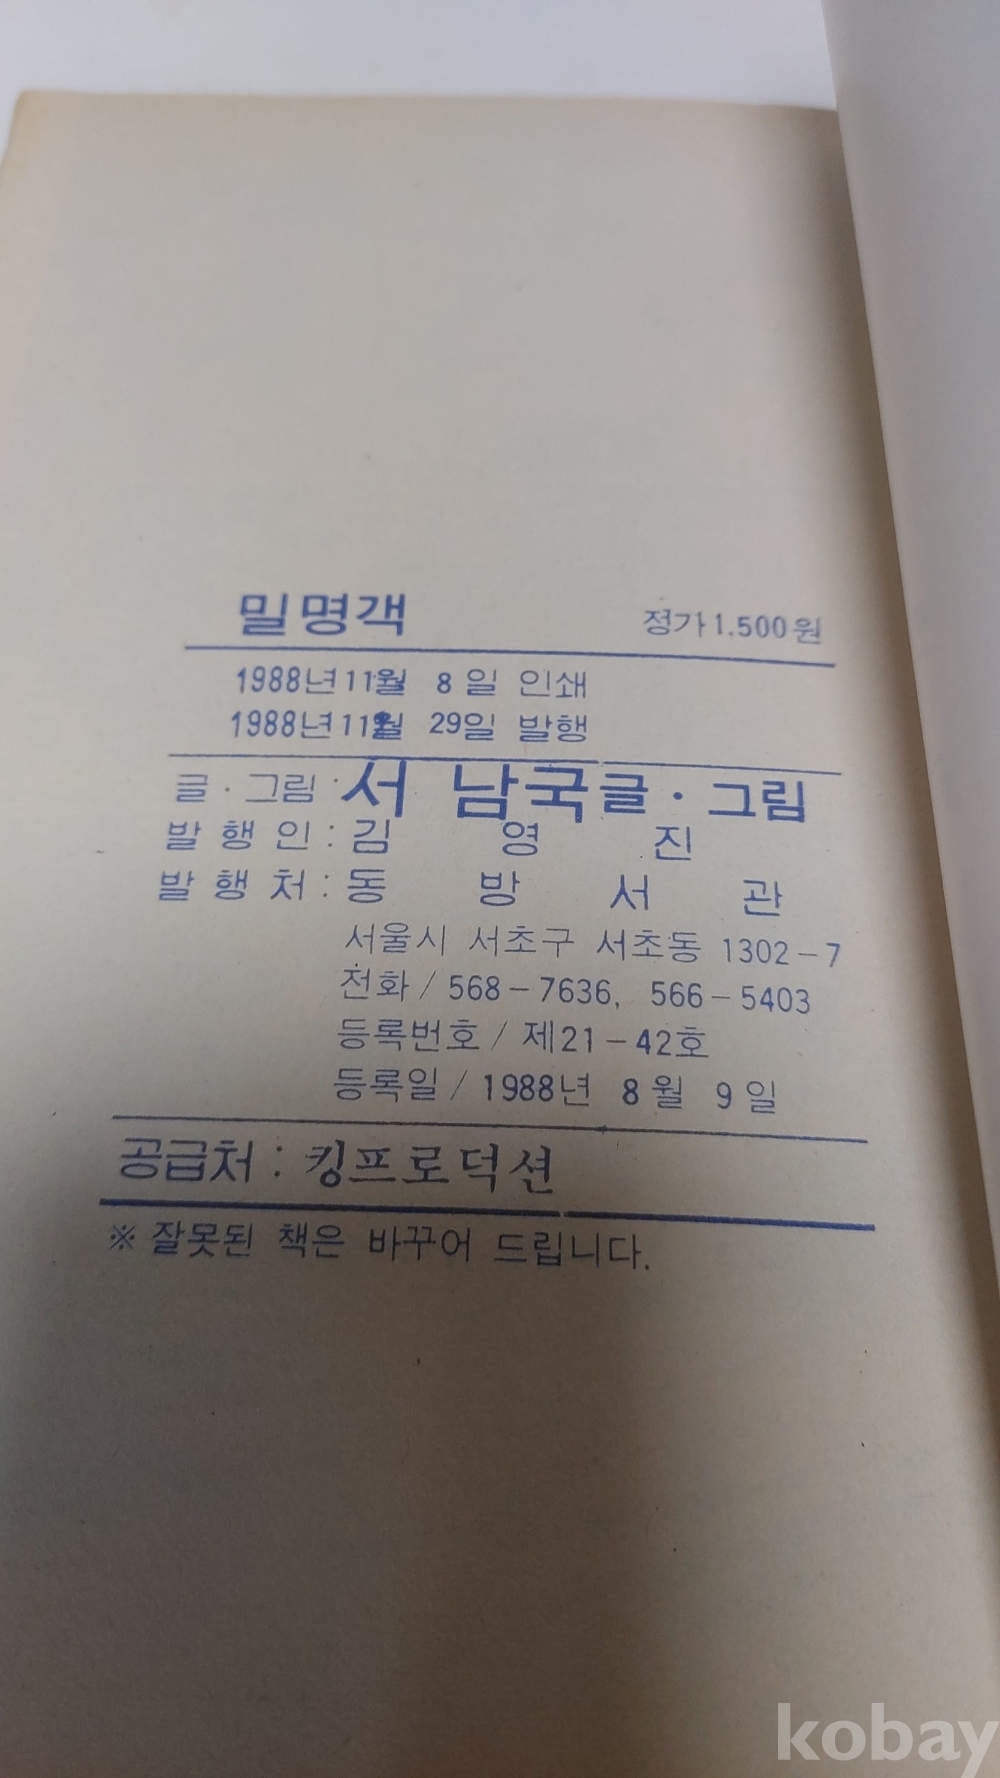 밀명객 정가1,500원
1988년 11월 8일 인쇄
1988년 11월 29일 발행
글·그림: 서 남국글·그림
발 행 인 : 김 영 진
발 행 처 : 동 방 서 관
서울시 서초구 서초동 1302-7
전화 / 568-7636, 566-5403
등록번호 / 제21-42호
등록일 / 1988년 8월 9일
공급처 : 킹프로덕션
※ 잘못된 책은 바꾸어 드립니다.
kobay